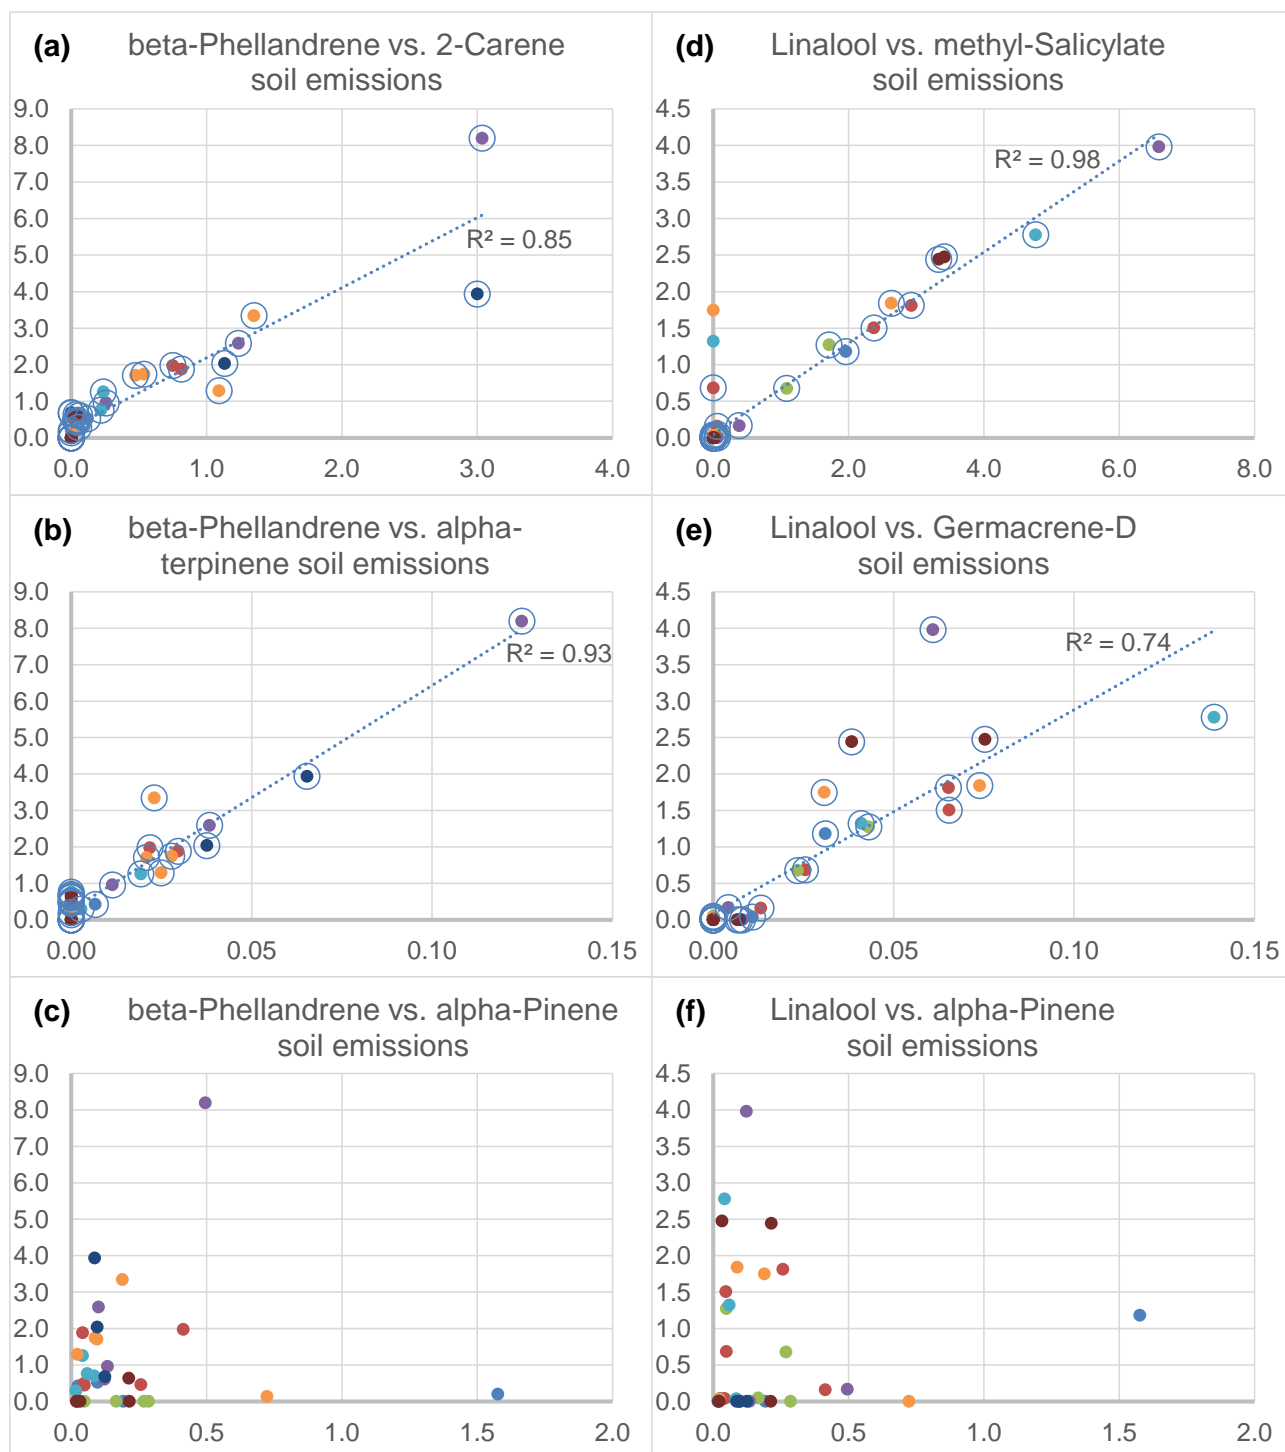 (a) beta-Phellandrene vs. 2-Carene
soil emissions
9.0
8.0
7.0
6.0
5.0
4.0
3.0
2.0
1.0
0.0
R² = 0.85
0.0 1.0 2.0 3.0 4.0
(d) Linalool vs. methyl-Salicylate
soil emissions
4.5
4.0
3.5
3.0
2.5
2.0
1.5
1.0
0.5
0.0
R² = 0.98
0.0 2.0 4.0 6.0 8.0
(b) beta-Phellandrene vs. alpha-
terpinene soil emissions
9.0
8.0
7.0
6.0
5.0
4.0
3.0
2.0
1.0
0.0
R² = 0.93
0.00 0.05 0.10 0.15
(e) Linalool vs. Germacrene-D
soil emissions
4.5
4.0
3.5
3.0
2.5
2.0
1.5
1.0
0.5
0.0
R² = 0.74
0.00 0.05 0.10 0.15
(c) beta-Phellandrene vs. alpha-Pinene
soil emissions
9.0
8.0
7.0
6.0
5.0
4.0
3.0
2.0
1.0
0.0
0.0 0.5 1.0 1.5 2.0
(f) Linalool vs. alpha-Pinene
soil emissions
4.5
4.0
3.5
3.0
2.5
2.0
1.5
1.0
0.5
0.0
0.0 0.5 1.0 1.5 2.0